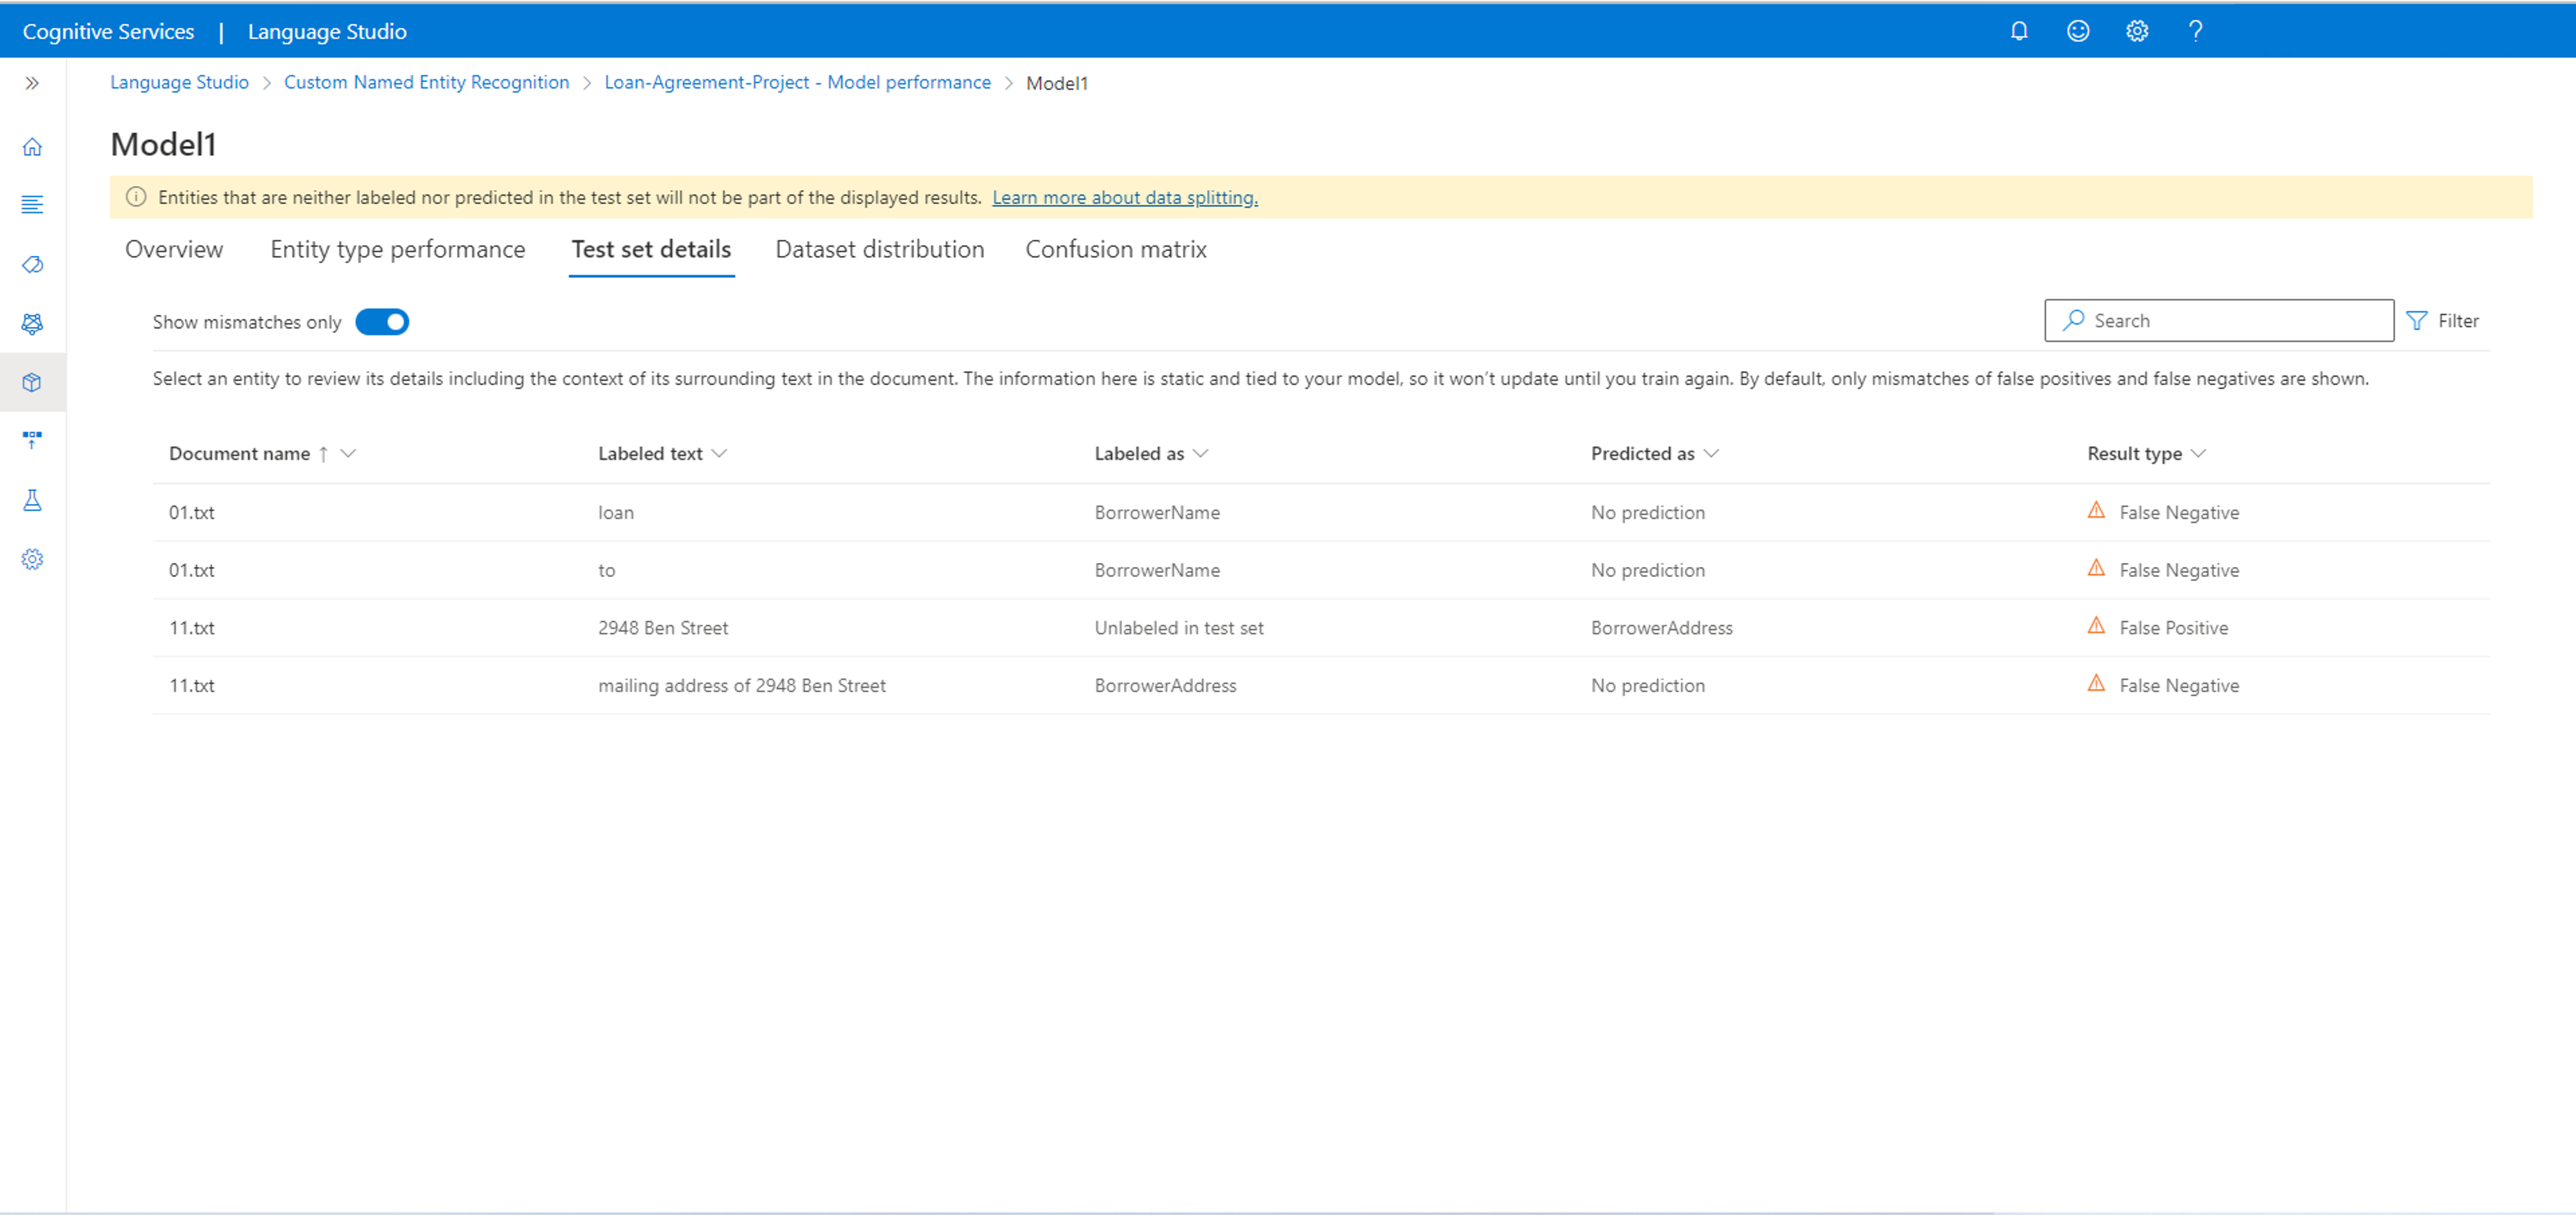 Cognitive Services | Language Studio
Language Studio > Custom Named Entity Recognition > Loan-Agreement-Project - Model performance > Model1
Model1
Entities that are neither labeled nor predicted in the test set will not be part of the displayed results. Learn more about data splitting.
Overview Entity type performance Test set details Dataset distribution Confusion matrix
Show mismatches only Search Filter
Select an entity to review its details including the context of its surrounding text in the document. The information here is static and tied to your model, so it won't update until you train again. By default, only mismatches of false positives and false negatives are shown.
Document name ↑ Labeled text Labeled as Predicted as Result type
01.txt loan BorrowerName No prediction False Negative
01.txt to BorrowerName No prediction False Negative
11.txt 2948 Ben Street Unlabeled in test set BorrowerAddress False Positive
11.txt mailing address of 2948 Ben Street BorrowerAddress No prediction False Negative